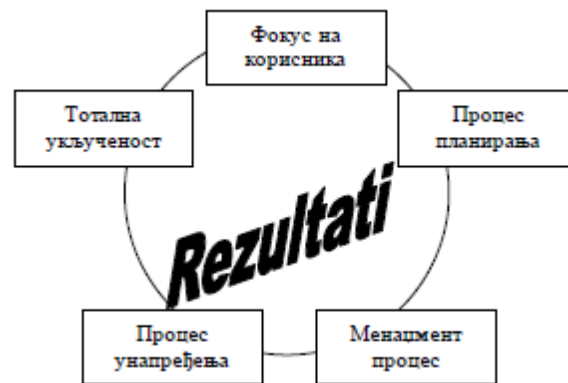 Фокус на
корисника
Тотална
укљученост
Процес
планирања
Rezultati
Процес
унапређења
Менаџмент
процес